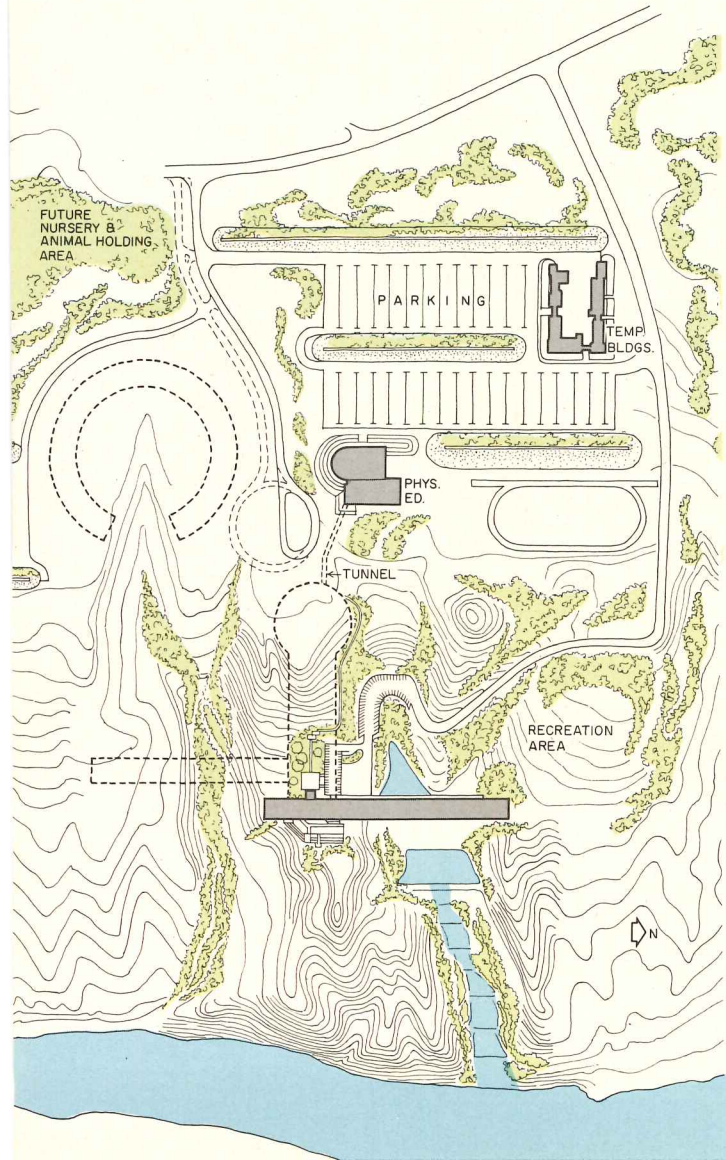 FUTURE
NURSERY &
ANIMAL HOLDING
AREA
PARKING
TEMP.
BLDGS.
PHYS.
ED.
TUNNEL
RECREATION
AREA
N